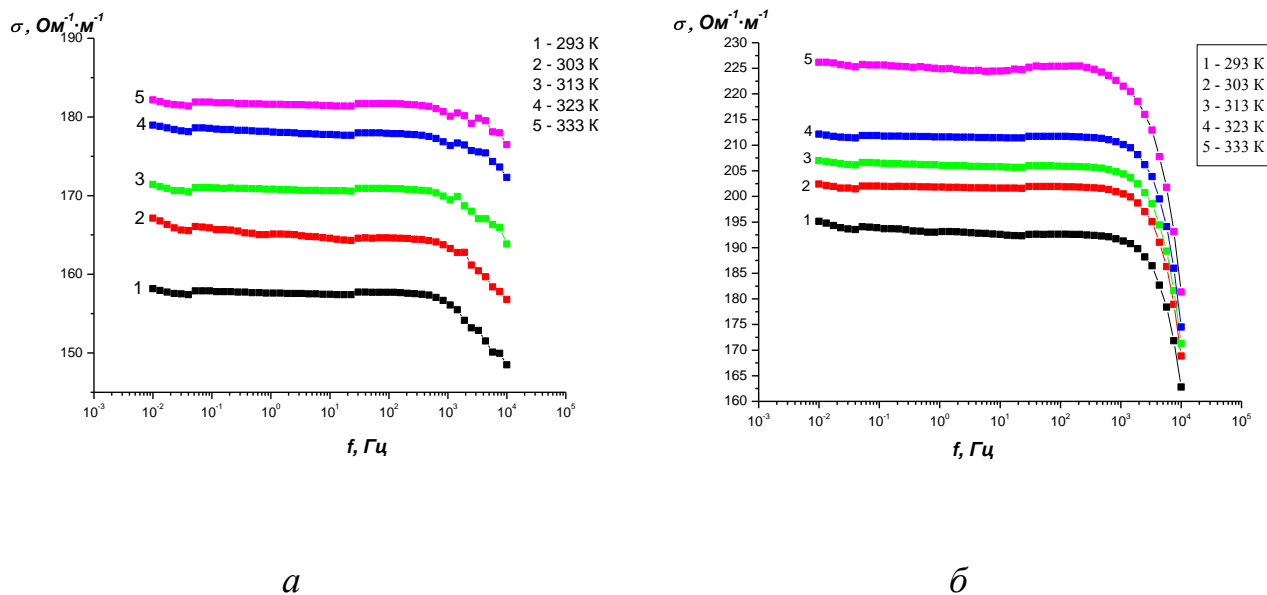 σ, Ом⁻¹·м⁻¹
190
180
170
160
150
10⁻³ 10⁻² 10⁻¹ 10⁰ 10¹ 10² 10³ 10⁴ 10⁵
f, Гц
5
4
3
2
1
1 - 293 К
2 - 303 К
3 - 313 К
4 - 323 К
5 - 333 К
а
σ, Ом⁻¹·м⁻¹
230
225
220
215
210
205
200
195
190
185
180
175
170
165
160
10⁻³ 10⁻² 10⁻¹ 10⁰ 10¹ 10² 10³ 10⁴ 10⁵
f, Гц
5
4
3
2
1
1 - 293 К
2 - 303 К
3 - 313 К
4 - 323 К
5 - 333 К
б